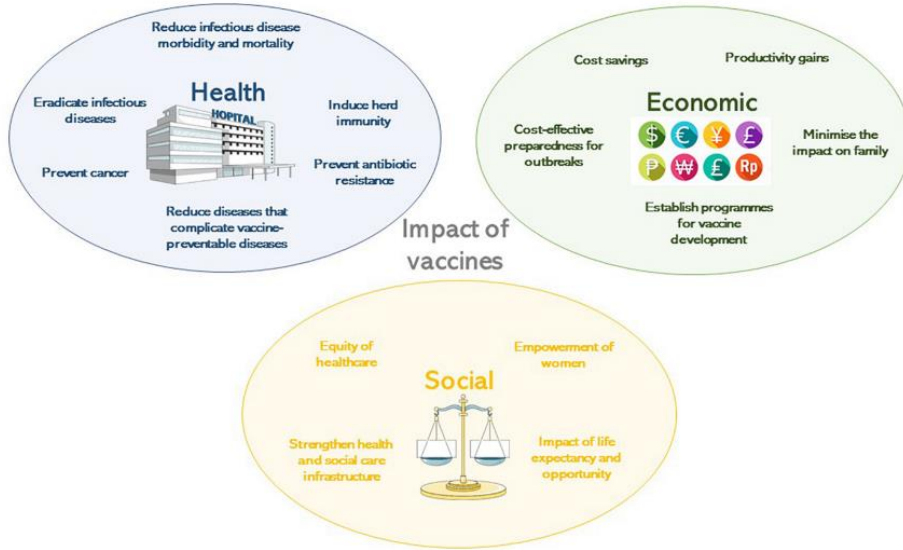 Reduce infectious disease
morbidity and mortality
Health
HOPITAL
Eradicate infectious
diseases
Induce herd
immunity
Prevent cancer
Prevent antibiotic
resistance
Reduce diseases that
complicate vaccine-
preventable diseases
Cost savings
Productivity gains
Economic
$ € ¥ £
₱ ₩ £ Rp
Cost-effective
preparedness for
outbreaks
Minimise the
impact on family
Establish programmes
for vaccine
development
Impact of
vaccines
Equity of
healthcare
Empowerment of
women
Social
Strengthen health
and social care
infrastructure
Impact of life
expectancy and
opportunity